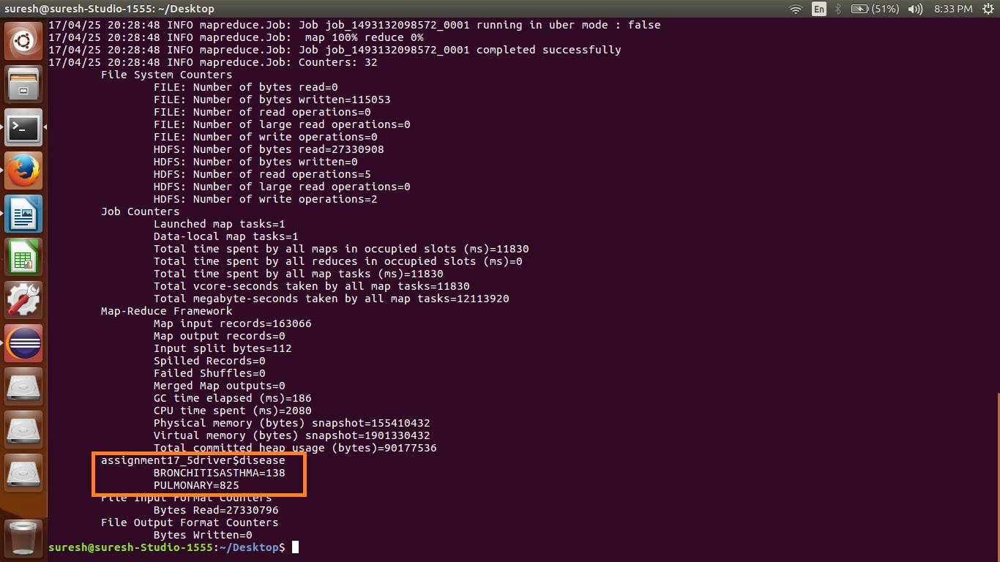 suresh@suresh-Studio-1555: ~/Desktop
En
(51%)
8:33 PM
17/04/25 20:28:48 INFO mapreduce.Job: Job job_1493132098572_0001 running in uber mode : false
17/04/25 20:28:48 INFO mapreduce.Job:  map 100% reduce 0%
17/04/25 20:28:48 INFO mapreduce.Job: Job job_1493132098572_0001 completed successfully
17/04/25 20:28:48 INFO mapreduce.Job: Counters: 32
File System Counters
FILE: Number of bytes read=0
FILE: Number of bytes written=115053
FILE: Number of read operations=0
FILE: Number of large read operations=0
FILE: Number of write operations=0
HDFS: Number of bytes read=27330908
HDFS: Number of bytes written=0
HDFS: Number of read operations=5
HDFS: Number of large read operations=0
HDFS: Number of write operations=2
Job Counters
Launched map tasks=1
Data-local map tasks=1
Total time spent by all maps in occupied slots (ms)=11830
Total time spent by all reduces in occupied slots (ms)=0
Total time spent by all map tasks (ms)=11830
Total vcore-seconds taken by all map tasks=11830
Total megabyte-seconds taken by all map tasks=12113920
Map-Reduce Framework
Map input records=163066
Map output records=0
Input split bytes=112
Spilled Records=0
Failed Shuffles=0
Merged Map outputs=0
GC time elapsed (ms)=186
CPU time spent (ms)=2080
Physical memory (bytes) snapshot=155410432
Virtual memory (bytes) snapshot=1901330432
Total committed heap usage (bytes)=90177536
assignment17_5driver$disease
BRONCHITISASTHMA=138
PULMONARY=825
File Input Format Counters
Bytes Read=27330796
File Output Format Counters
Bytes Written=0
suresh@suresh-Studio-1555:~/Desktop$